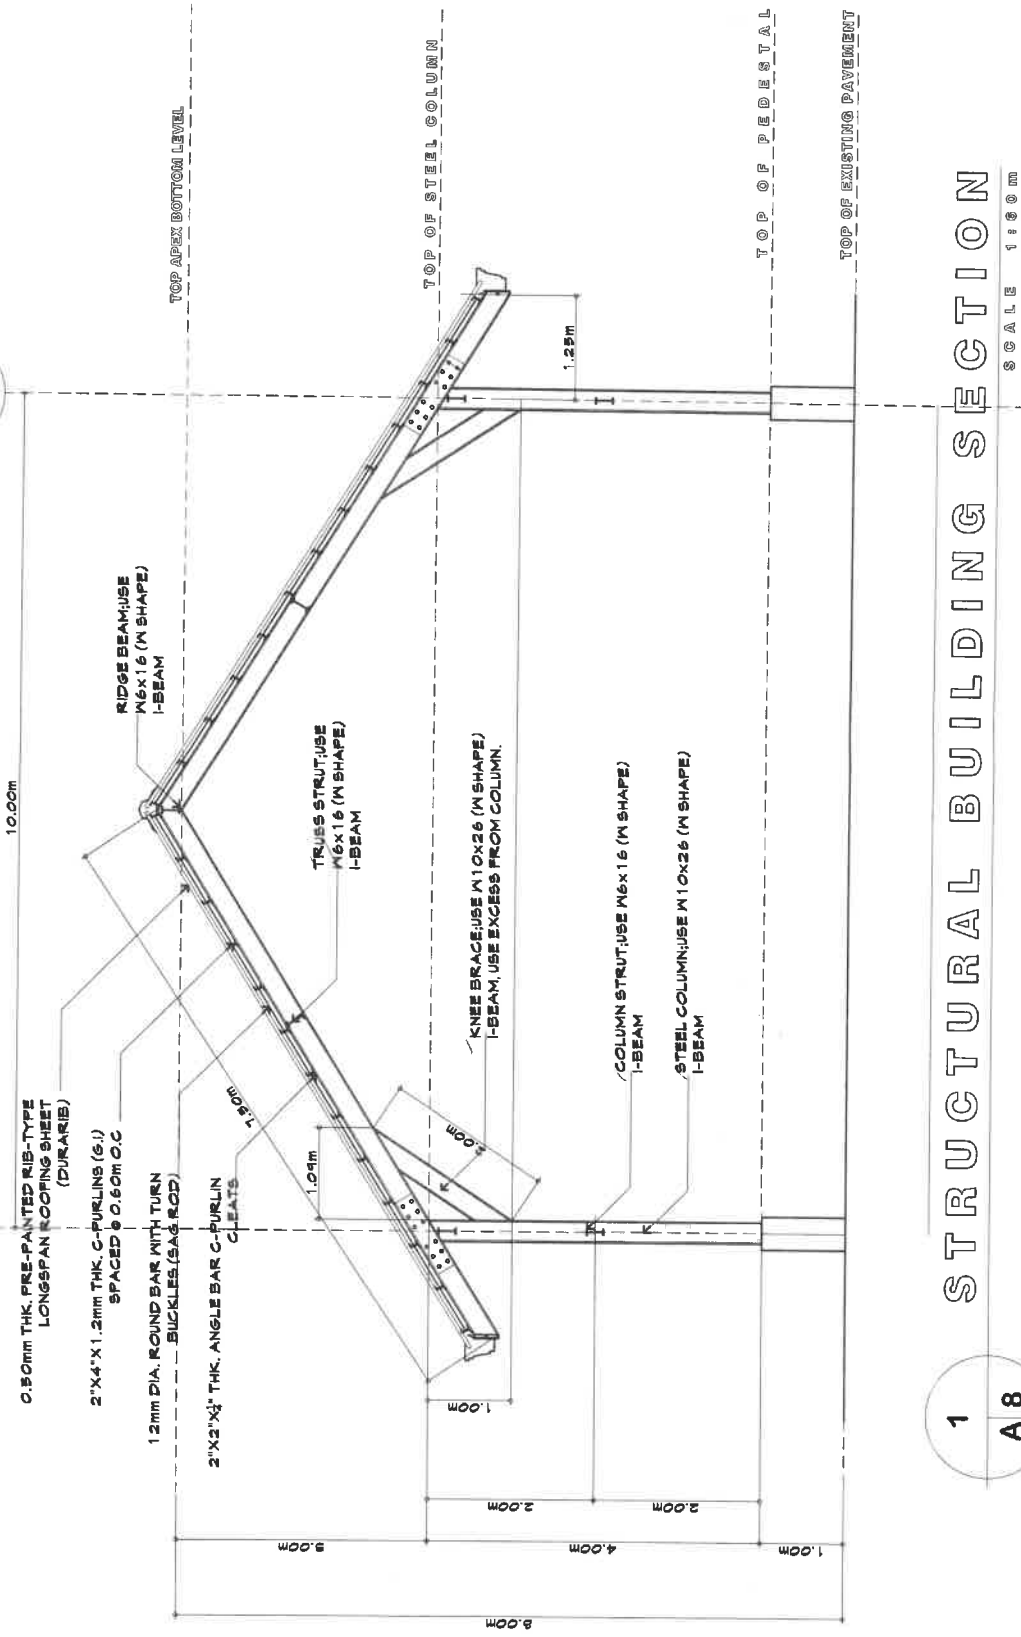 10.00m
0.50mm THK. PRE-PAINTED RIB-TYPE
LONGSPAN ROOFING SHEET
(DURARIB)
2"X4"X1.2mm THK. C-PURLINS (G.I)
SPACED @ 0.60m O.C
12mm DIA. ROUND BAR WITH TURN
BUCKLES (SAG ROD)
2"X2"X¼" THK. ANGLE BAR C-PURLIN
CLEATS
RIDGE BEAM;USE
W6x16 (W SHAPE)
I-BEAM
TRUSS STRUT;USE
W6x16 (W SHAPE)
I-BEAM
KNEE BRACE;USE W10x26 (W SHAPE)
I-BEAM, USE EXCESS FROM COLUMN.
COLUMN STRUT;USE W6x16 (W SHAPE)
I-BEAM
STEEL COLUMN;USE W10x26 (W SHAPE)
I-BEAM
TOP APEX BOTTOM LEVEL
TOP OF STEEL COLUMN
TOP OF PEDESTAL
TOP OF EXISTING PAVEMENT
7.50m
1.09m
2.00m
1.25m
1.00m
2.00m
2.00m
3.00m
4.00m
1.00m
8.00m
1
A 8
STRUCTURAL BUILDING SECTION
SCALE 1:50m